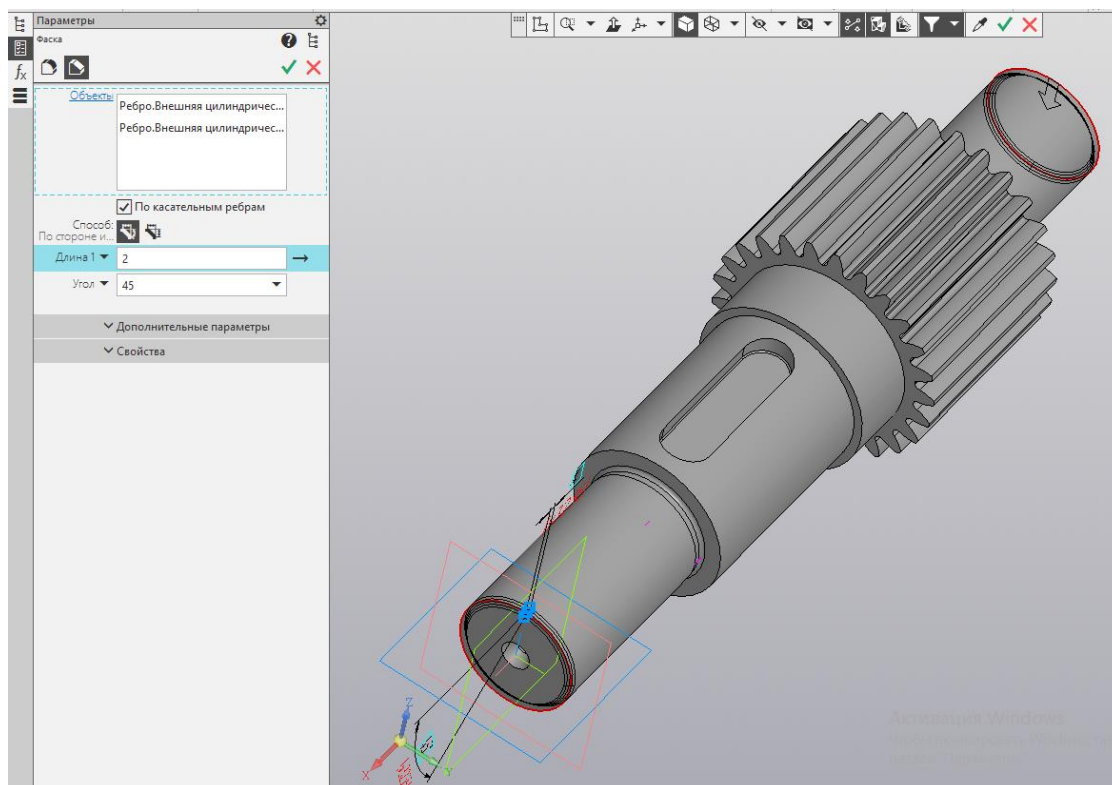 Параметры
Фаска
Объекты
Ребро.Внешняя цилиндричес...
Ребро.Внешняя цилиндричес...
По касательным ребрам
Способ:
По стороне и...
Длина 1
2
Угол
45
Дополнительные параметры
Свойства
Z
X
Y
Активация Windows